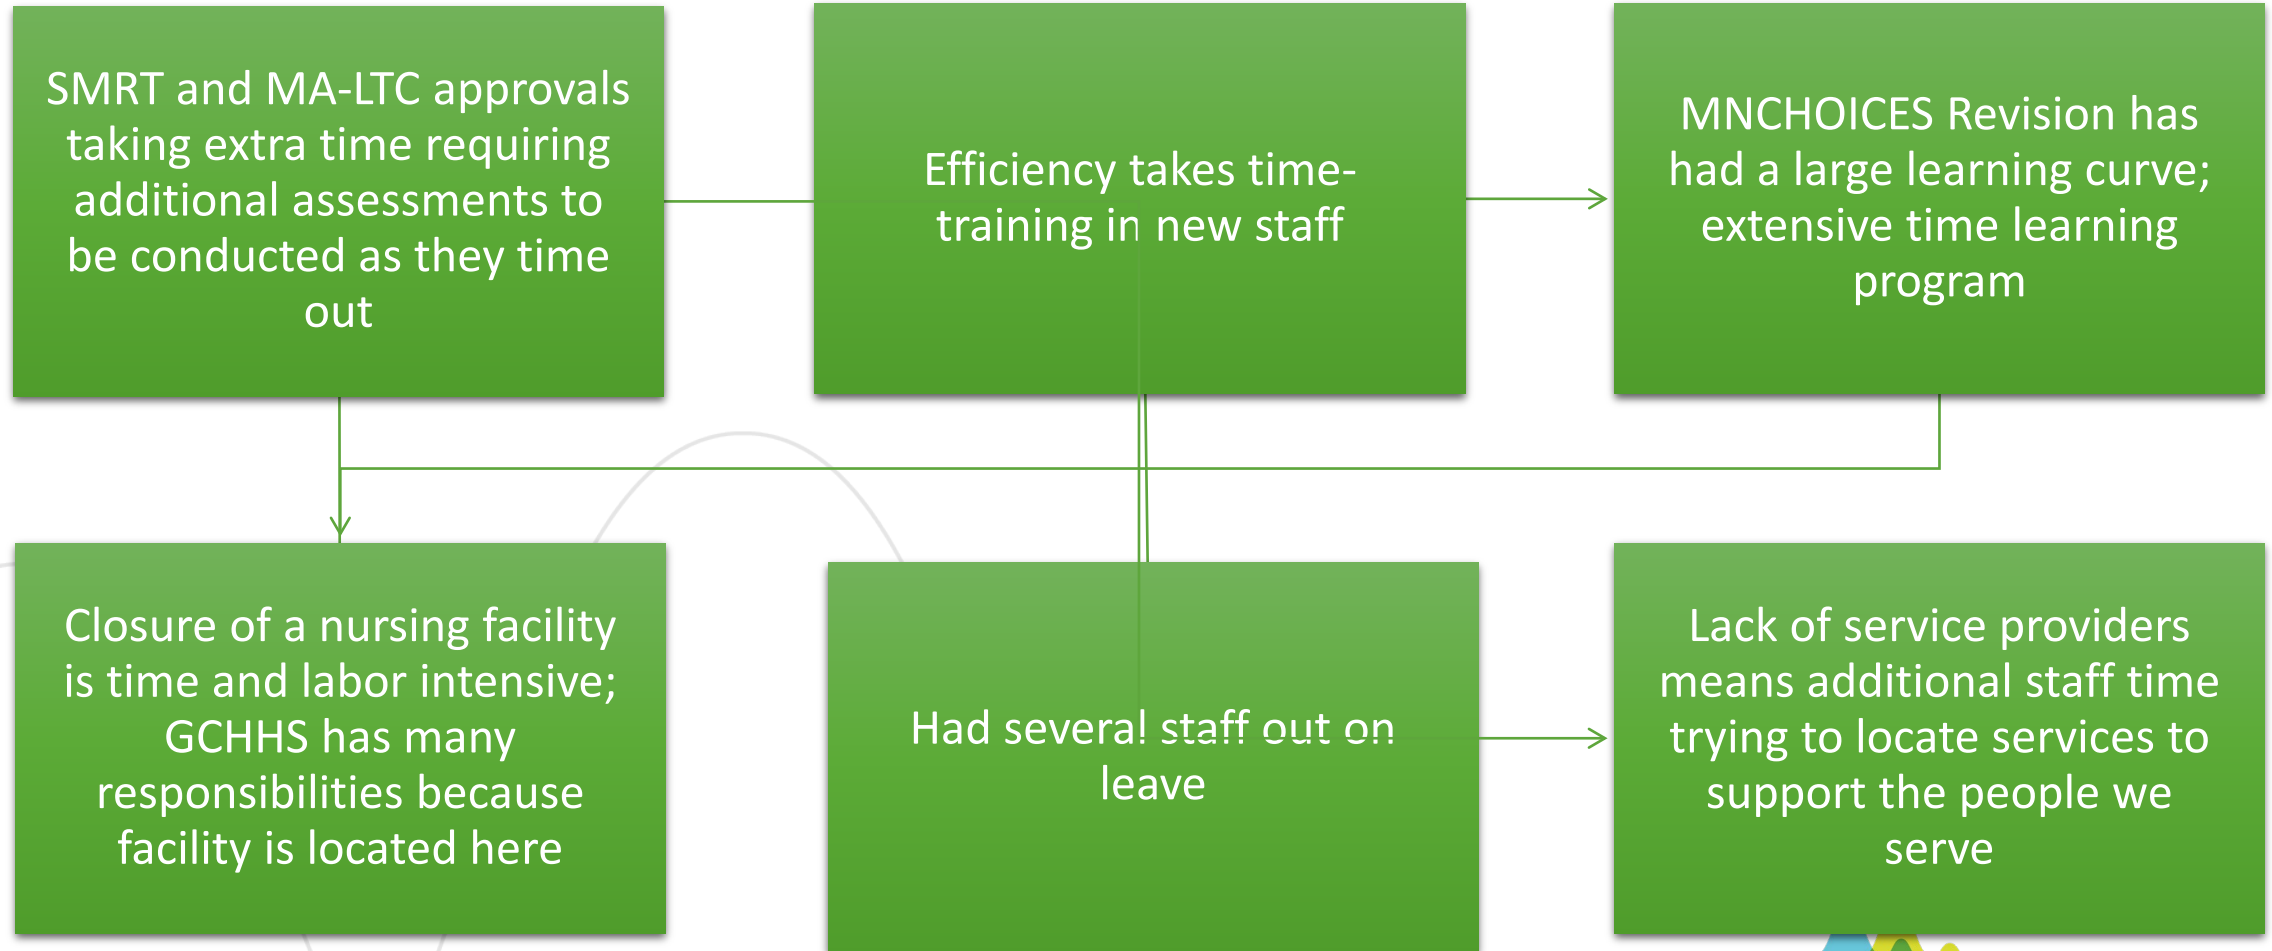 SMRT and MA-LTC approvals
taking extra time requiring
additional assessments to
be conducted as they time
out
Efficiency takes time-
training in new staff
MNCHOICES Revision has
had a large learning curve;
extensive time learning
program
Closure of a nursing facility
is time and labor intensive;
GCHHS has many
responsibilities because
facility is located here
Had several staff out on
leave
Lack of service providers
means additional staff time
trying to locate services to
support the people we
serve